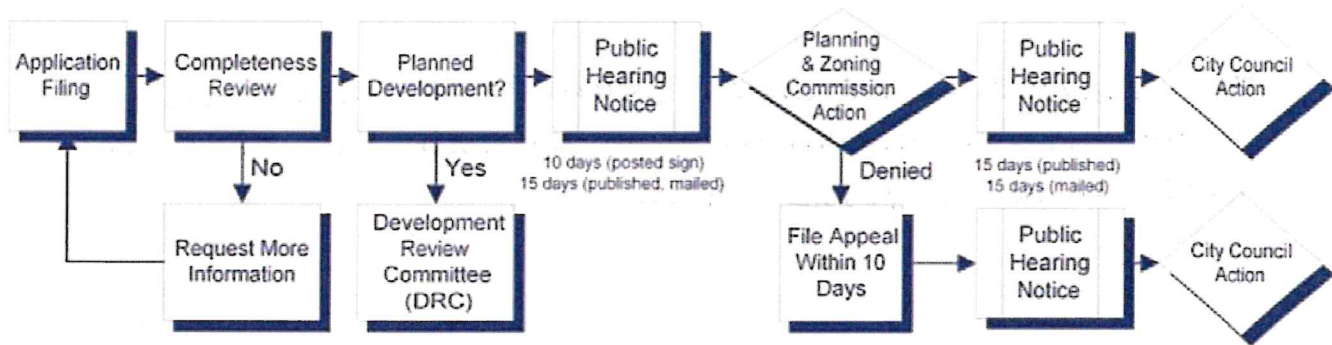 Application
Filing
Completeness
Review
Planned
Development?
Public
Hearing
Notice
Planning
& Zoning
Commission
Action
Public
Hearing
Notice
City Council
Action
No
Yes
10 days (posted sign)
15 days (published, mailed)
Denied
15 days (published)
15 days (mailed)
Request More
Information
Development
Review
Committee
(DRC)
File Appeal
Within 10
Days
Public
Hearing
Notice
City Council
Action